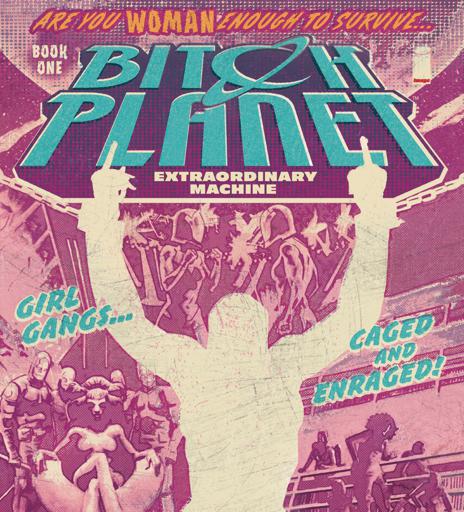 ARE YOU WOMAN ENOUGH TO SURVIVE...
BOOK
ONE
BITCH
PLANET
EXTRAORDINARY
MACHINE
GIRL
GANGS...
CAGED
AND
ENRAGED!